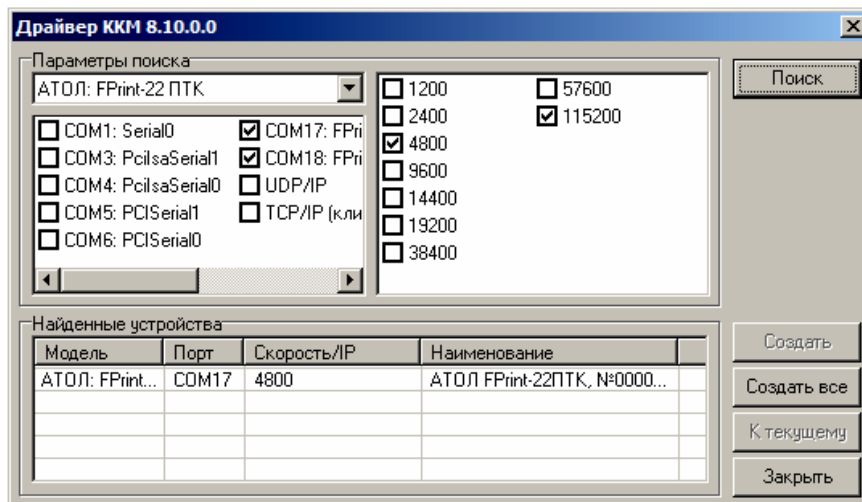 Драйвер ККМ 8.10.0.0
Параметры поиска
АТОЛ: FPrint-22 ПТК
COM1: Serial0
COM3: PciIsaSerial1
COM4: PciIsaSerial0
COM5: PCISerial1
COM6: PCISerial0
COM17: FPri
COM18: FPri
UDP/IP
TCP/IP (кли
1200
2400
4800
9600
14400
19200
38400
57600
115200
Поиск
Найденные устройства
Модель Порт Скорость/IP Наименование
АТОЛ: FPrint... COM17 4800 АТОЛ FPrint-22ПТК, №0000...
Создать
Создать все
К текущему
Закрыть